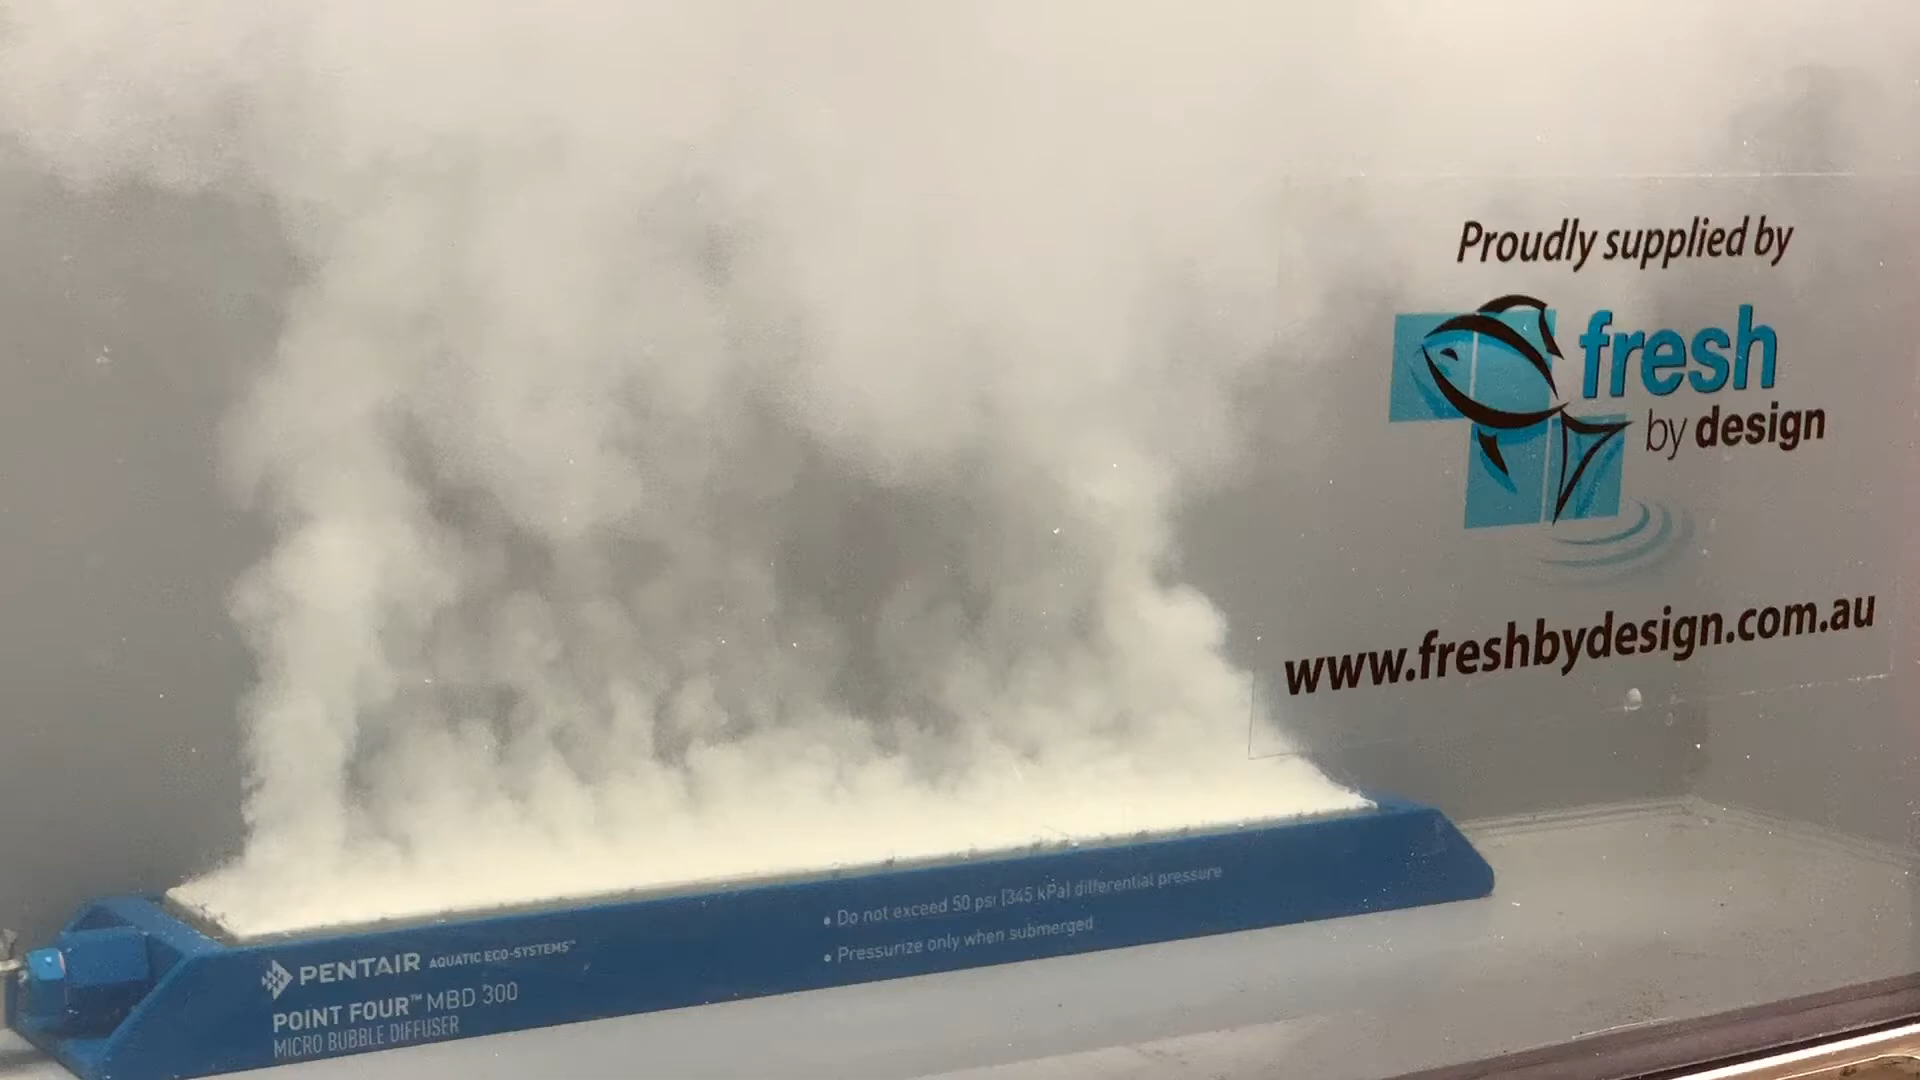 Proudly supplied by
fresh
by design
www.freshbydesign.com.au
• Do not exceed 50 psi (345 kPa) differential pressure
• Pressurize only when submerged
PENTAIR AQUATIC ECO-SYSTEMS™
POINT FOUR™ MBD 300
MICRO BUBBLE DIFFUSER